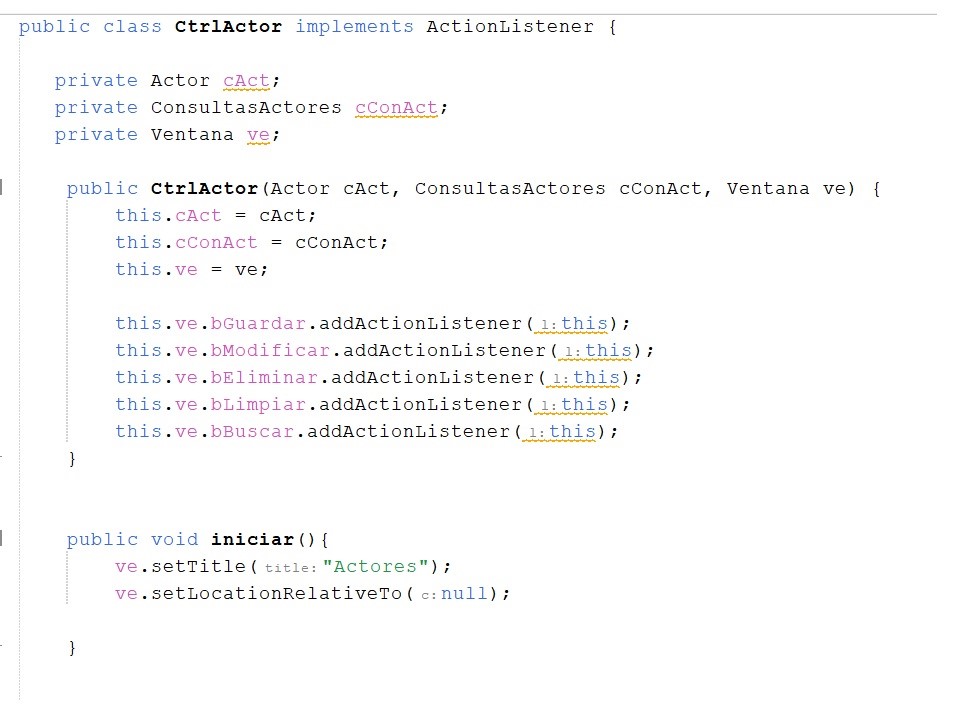 public class CtrlActor implements ActionListener {
private Actor cAct;
private ConsultasActores cConAct;
private Ventana ve;
public CtrlActor(Actor cAct, ConsultasActores cConAct, Ventana ve) {
this.cAct = cAct;
this.cConAct = cConAct;
this.ve = ve;
this.ve.bGuardar.addActionListener( l: this);
this.ve.bModificar.addActionListener( l: this);
this.ve.bEliminar.addActionListener( l: this);
this.ve.bLimpiar.addActionListener( l: this);
this.ve.bBuscar.addActionListener( l: this);
}
public void iniciar(){
ve.setTitle( title: "Actores");
ve.setLocationRelativeTo( c: null);
}